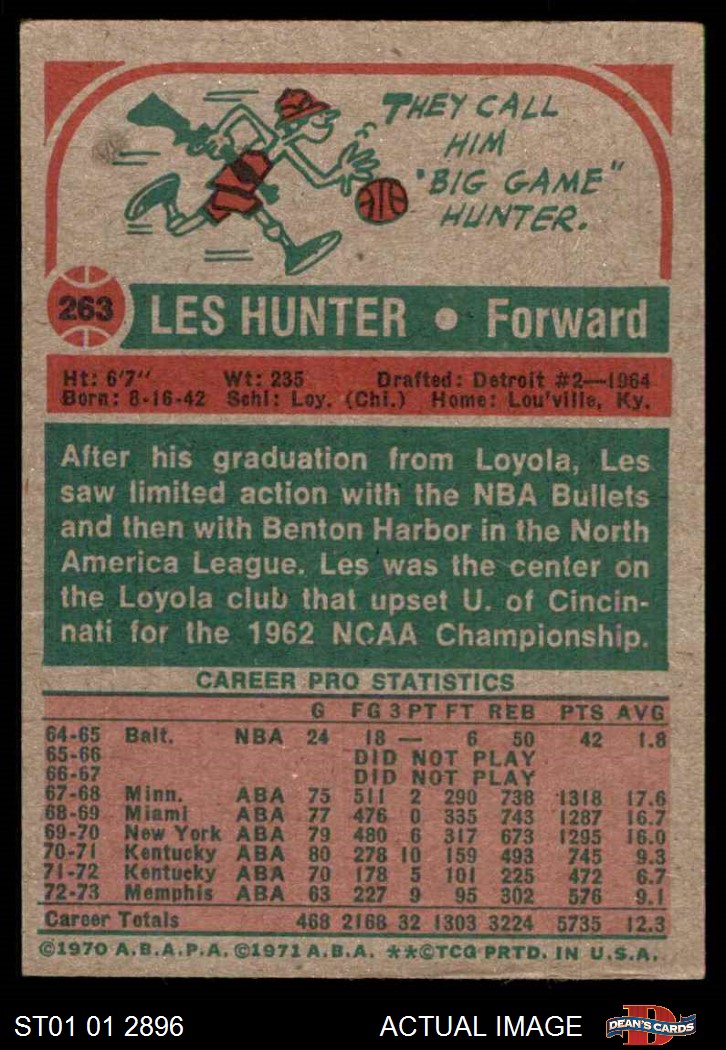 THEY CALL
HIM
"BIG GAME"
HUNTER.
263
LES HUNTER • Forward
Ht: 6'7" Wt: 235 Drafted: Detroit #2—1964
Born: 8-16-42 Schl: Loy. (Chi.) Home: Lou'ville, Ky.
After his graduation from Loyola, Les
saw limited action with the NBA Bullets
and then with Benton Harbor in the North
America League. Les was the center on
the Loyola club that upset U. of Cincin-
nati for the 1962 NCAA Championship.
CAREER PRO STATISTICS
G FG 3 PT FT REB PTS AVG
64-65 Balt. NBA 24 18 — 6 50 42 1.8
65-66 DID NOT PLAY
66-67 DID NOT PLAY
67-68 Minn. ABA 75 511 2 290 738 1318 17.6
68-69 Miami ABA 77 476 0 335 743 1287 16.7
69-70 New York ABA 79 480 6 317 673 1295 16.0
70-71 Kentucky ABA 80 278 10 159 493 745 9.3
71-72 Kentucky ABA 70 178 5 101 225 472 6.7
72-73 Memphis ABA 63 227 9 95 302 576 9.1
Career Totals 468 2168 32 1303 3224 5735 12.3
©1970 A.B.A.P.A. ©1971 A.B.A. **©TCG PRTD. IN U.S.A.
ST01 01 2896 ACTUAL IMAGE
D
DEAN'S CARDS